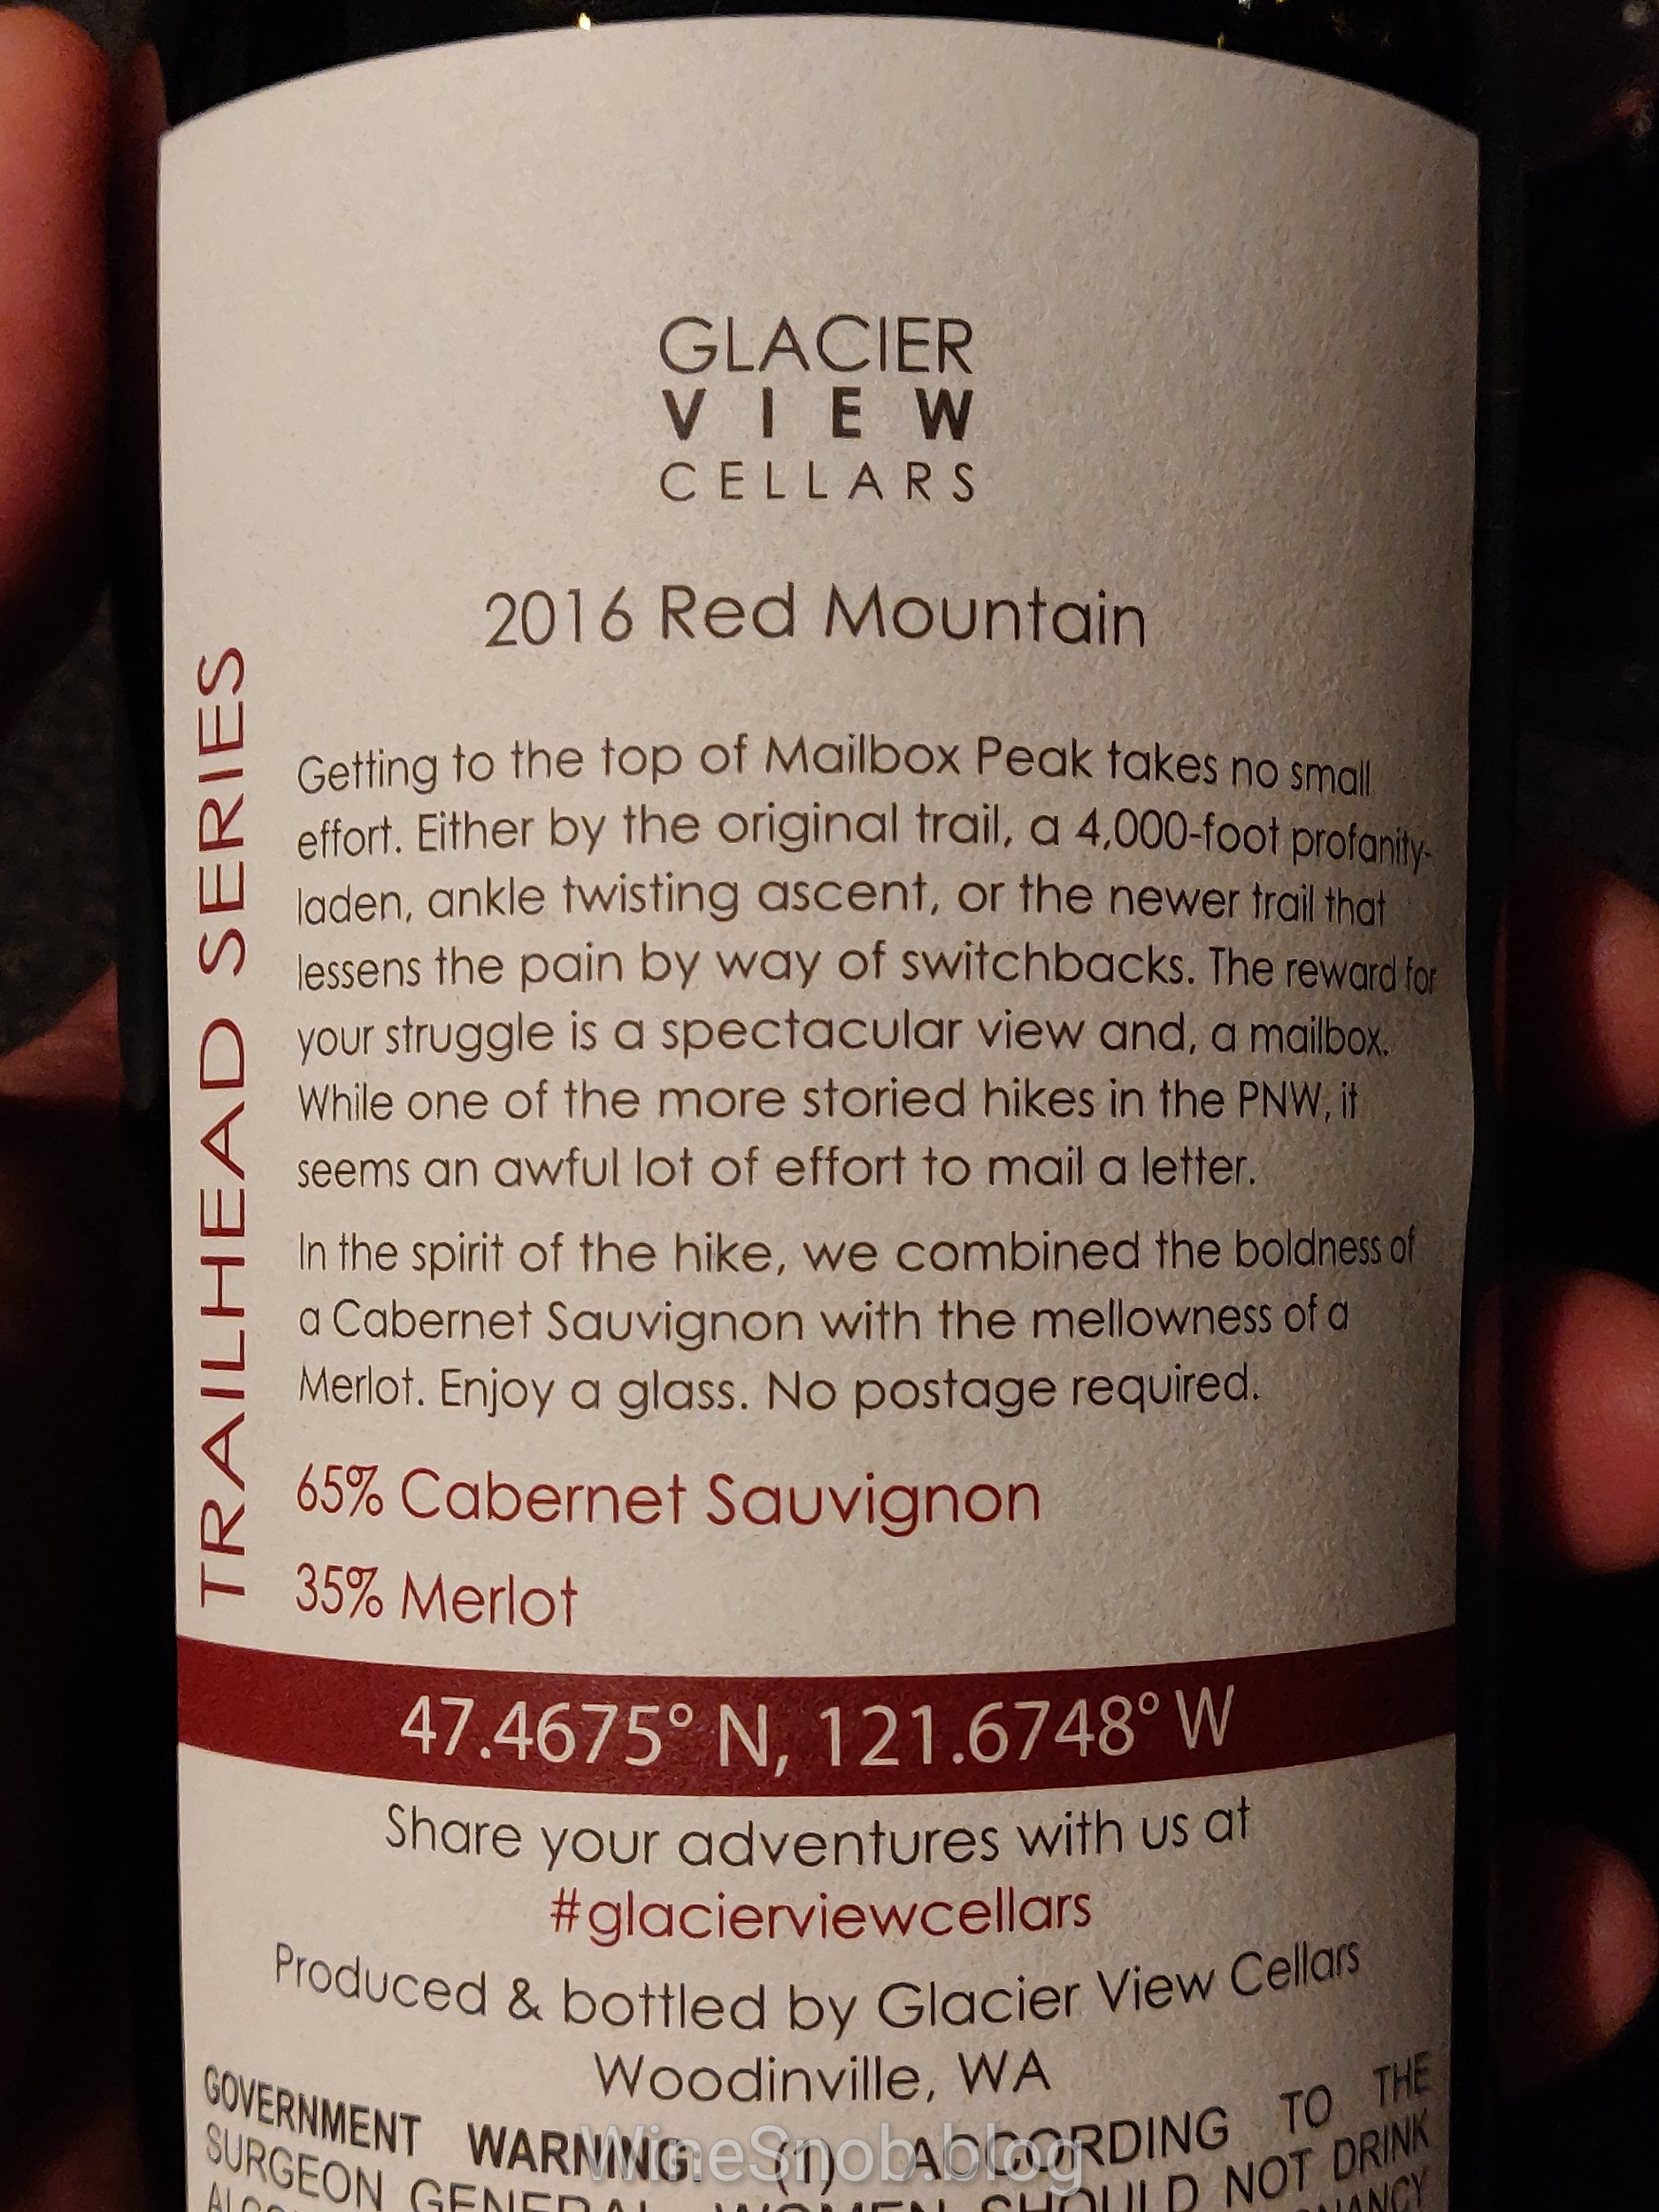 GLACIER
VIEW
CELLARS
2016 Red Mountain
TRAILHEAD SERIES
Getting to the top of Mailbox Peak takes no small
effort. Either by the original trail, a 4,000-foot profanity-
laden, ankle twisting ascent, or the newer trail that
lessens the pain by way of switchbacks. The reward for
your struggle is a spectacular view and, a mailbox.
While one of the more storied hikes in the PNW, it
seems an awful lot of effort to mail a letter.
In the spirit of the hike, we combined the boldness of
a Cabernet Sauvignon with the mellowness of a
Merlot. Enjoy a glass. No postage required.
65% Cabernet Sauvignon
35% Merlot
47.4675° N, 121.6748° W
Share your adventures with us at
#glacierviewcellars
Produced & bottled by Glacier View Cellars
Woodinville, WA
GOVERNMENT WARNING: (1) ACCORDING TO THE
SURGEON GENERAL, WOMEN SHOULD NOT DRINK
WineSnob.blog